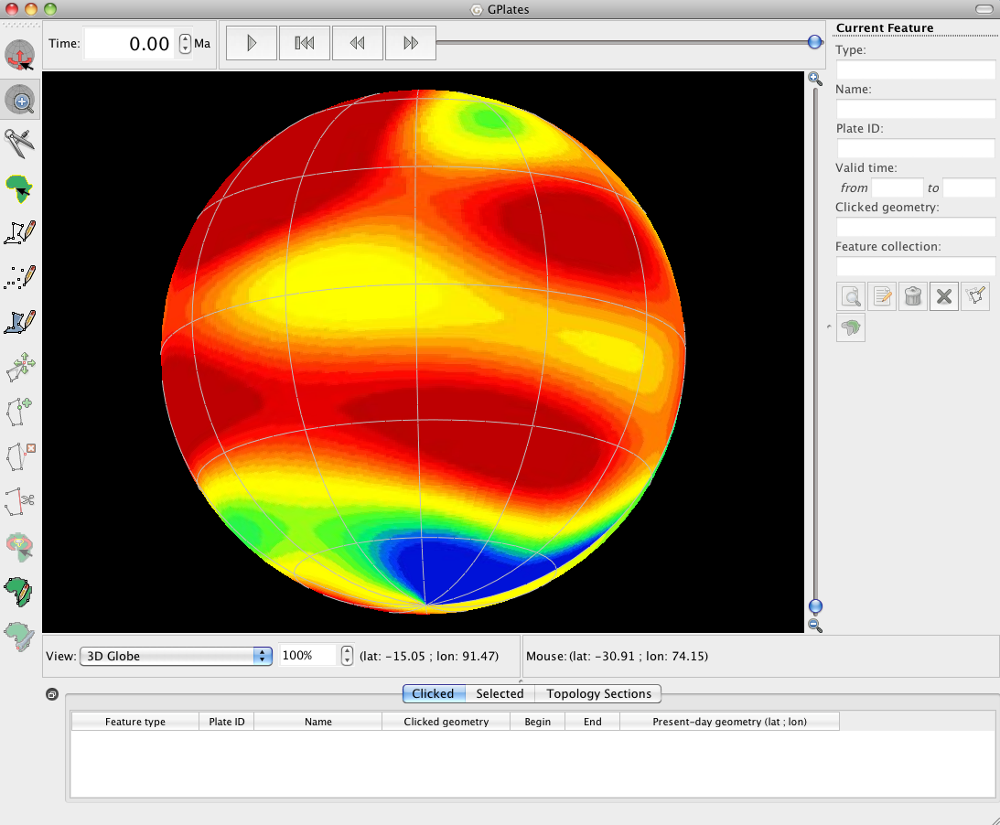 GPlates
Time: 0.00 Ma
Current Feature
Type:
Name:
Plate ID:
Valid time:
from to
Clicked geometry:
Feature collection:
View: 3D Globe 100% (lat: -15.05 ; lon: 91.47) Mouse: (lat: -30.91 ; lon: 74.15)
Clicked Selected Topology Sections
Feature type Plate ID Name Clicked geometry Begin End Present-day geometry (lat ; lon)